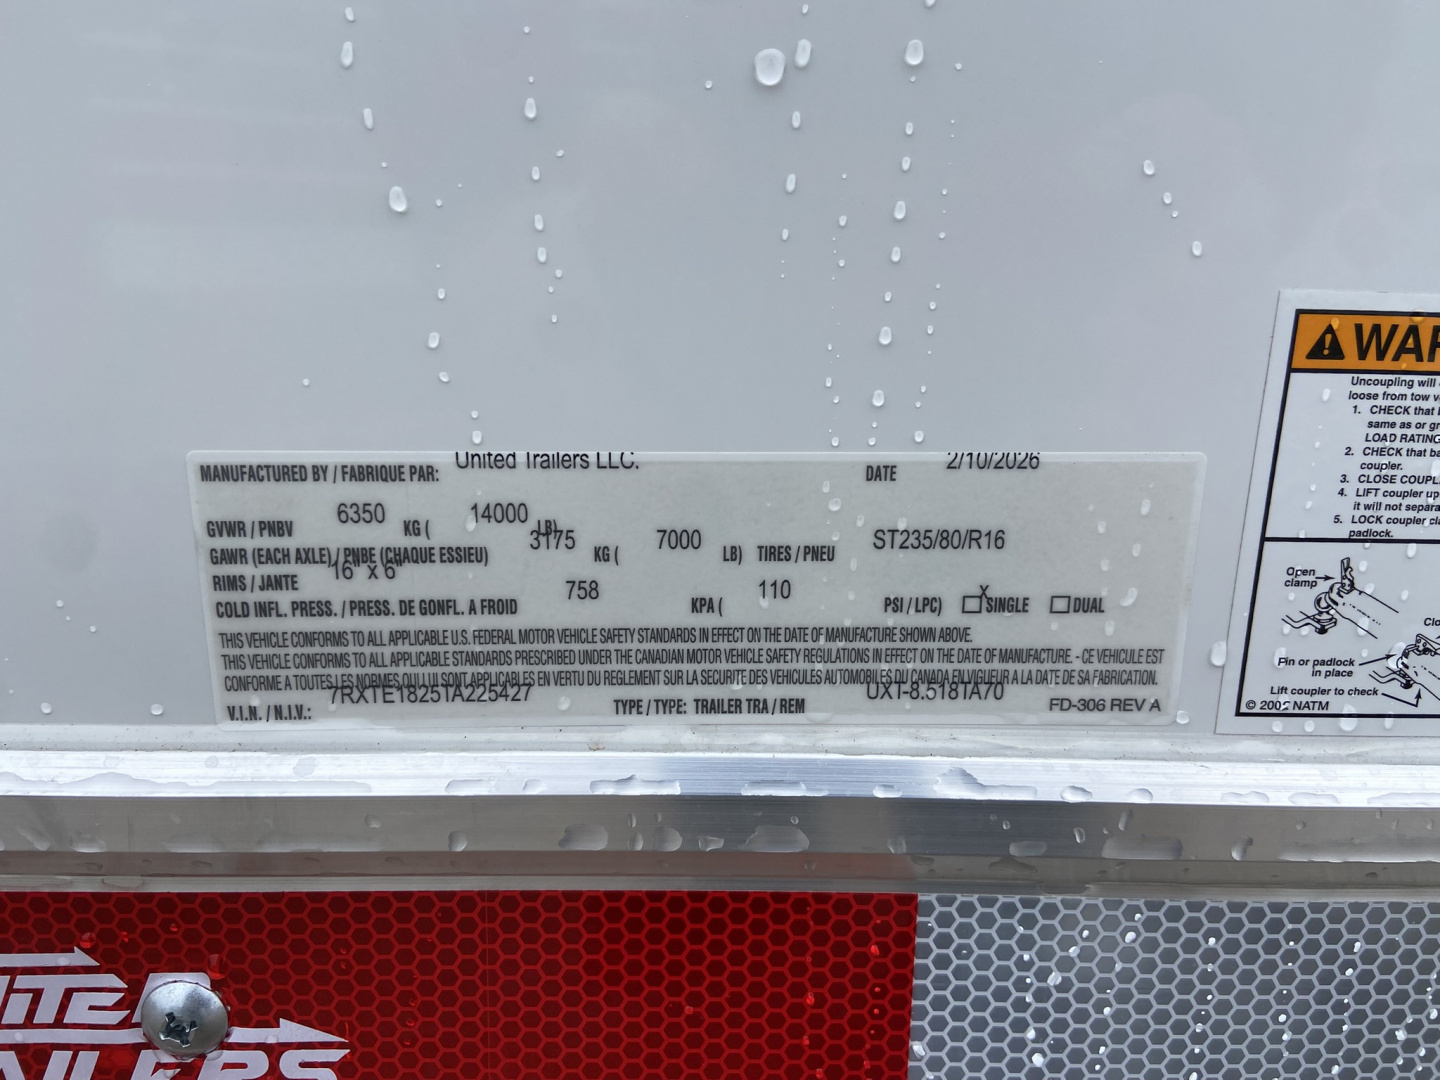 MANUFACTURED BY / FABRIQUE PAR: United Trailers LLC. DATE 2/10/2026
GVWR / PNBV 6350 KG ( 14000 LB)
GAWR (EACH AXLE) / PNBE (CHAQUE ESSIEU) 3175 KG ( 7000 LB) TIRES / PNEU ST235/80/R16
RIMS / JANTE 16" X 6"
COLD INFL. PRESS. / PRESS. DE GONFL. A FROID 758 KPA ( 110 PSI / LPC) X SINGLE DUAL
THIS VEHICLE CONFORMS TO ALL APPLICABLE U.S. FEDERAL MOTOR VEHICLE SAFETY STANDARDS IN EFFECT ON THE DATE OF MANUFACTURE SHOWN ABOVE.
THIS VEHICLE CONFORMS TO ALL APPLICABLE STANDARDS PRESCRIBED UNDER THE CANADIAN MOTOR VEHICLE SAFETY REGULATIONS IN EFFECT ON THE DATE OF MANUFACTURE. - CE VEHICULE EST
CONFORME A TOUTES LES NORMES QUI LUI SONT APPLICABLES EN VERTU DU REGLEMENT SUR LA SECURITE DES VEHICULES AUTOMOBILES DU CANADA EN VIGUEUR A LA DATE DE SA FABRICATION.
V.I.N. / N.I.V.: 7RXTE1825TA225427 TYPE / TYPE: TRAILER TRA / REM UXT-8.518TA70 FD-306 REV A
WAR
Uncoupling will
loose from tow v
1. CHECK that
same as or gr
LOAD RATING
2. CHECK that ba
coupler.
3. CLOSE COUPL
4. LIFT coupler up
it will not separa
5. LOCK coupler cla
padlock.
Open
clamp
Clo
Pin or padlock
in place
Lift coupler to check
© 2002 NATM
ITE
AILERS